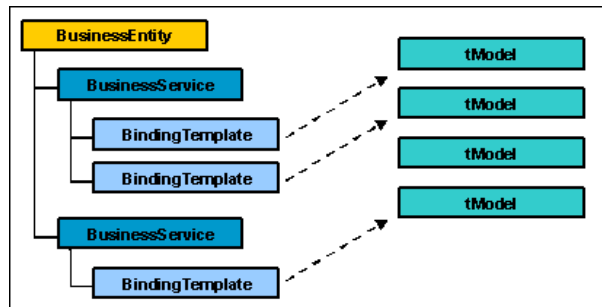 BusinessEntity
BusinessService
BindingTemplate
BindingTemplate
BusinessService
BindingTemplate
tModel
tModel
tModel
tModel